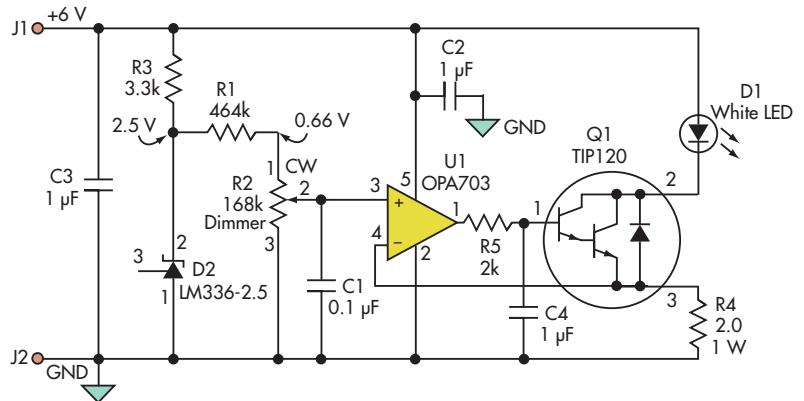 J1
+6 V
R3
3.3k
R1
464k
2.5 V
0.66 V
C3
1 µF
1
CW
R2
168k
Dimmer
2
3
3
2
1
D2
LM336-2.5
C1
0.1 µF
C2
1 µF
GND
U1
OPA703
3
+
4
–
5
1
2
R5
2k
C4
1 µF
Q1
TIP120
1
2
3
D1
White LED
R4
2.0
1 W
J2
GND